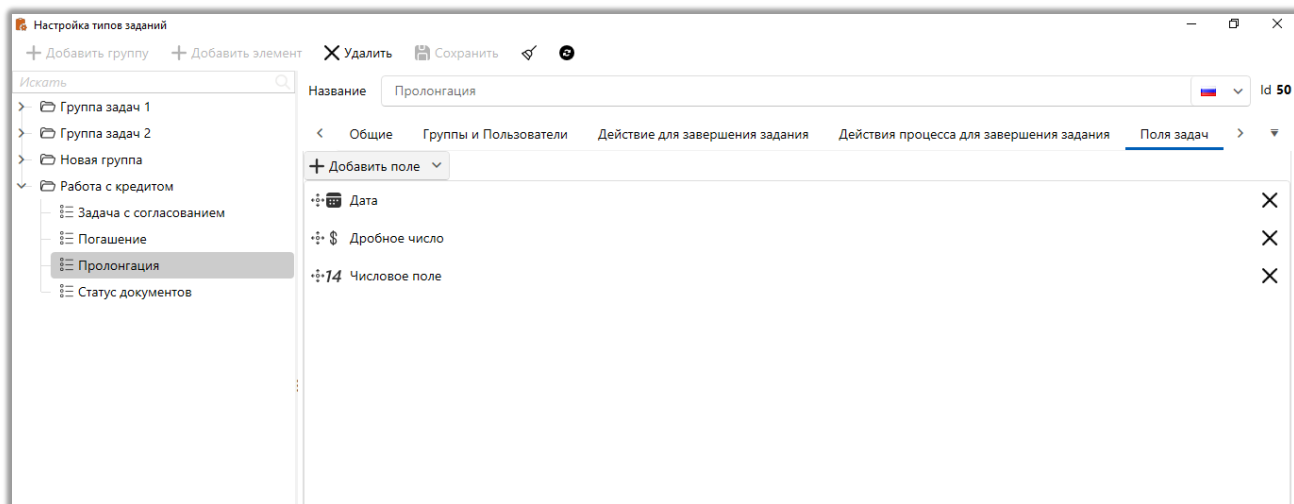 Настройка типов заданий
Добавить группу Добавить элемент Удалить Сохранить
Искать
Название Пролонгация Id 50
Группа задач 1
Группа задач 2
Новая группа
Работа с кредитом
Задача с согласованием
Погашение
Пролонгация
Статус документов
Общие Группы и Пользователи Действие для завершения задания Действия процесса для завершения задания Поля задач
Добавить поле
Дата
$ Дробное число
14 Числовое поле